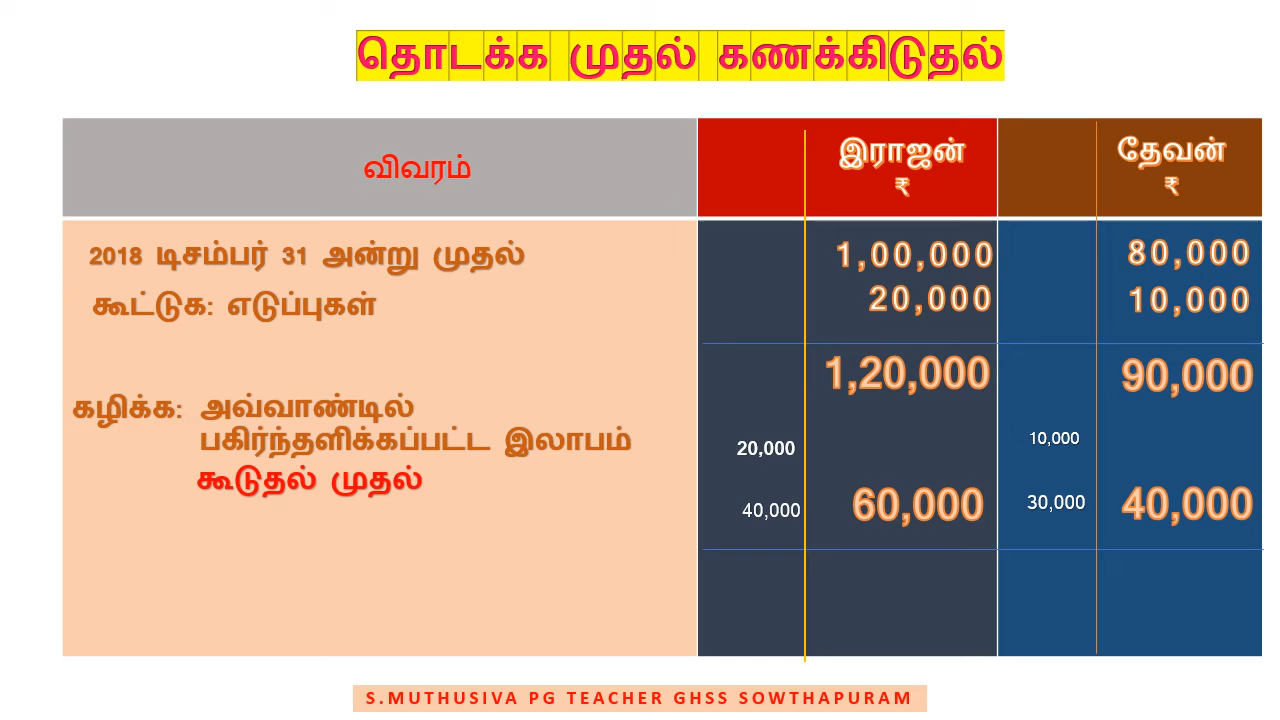 தொடக்க முதல் கணக்கிடுதல்
விவரம்
இராஜன்
₹
தேவன்
₹
2018 டிசம்பர் 31 அன்று முதல் 1,00,000 80,000
கூட்டுக: எடுப்புகள் 20,000 10,000
1,20,000 90,000
கழிக்க: அவ்வாண்டில்
பகிர்ந்தளிக்கப்பட்ட இலாபம் 20,000 10,000
கூடுதல் முதல் 40,000 60,000 30,000 40,000
S.MUTHUSIVA PG TEACHER GHSS SOWTHAPURAM